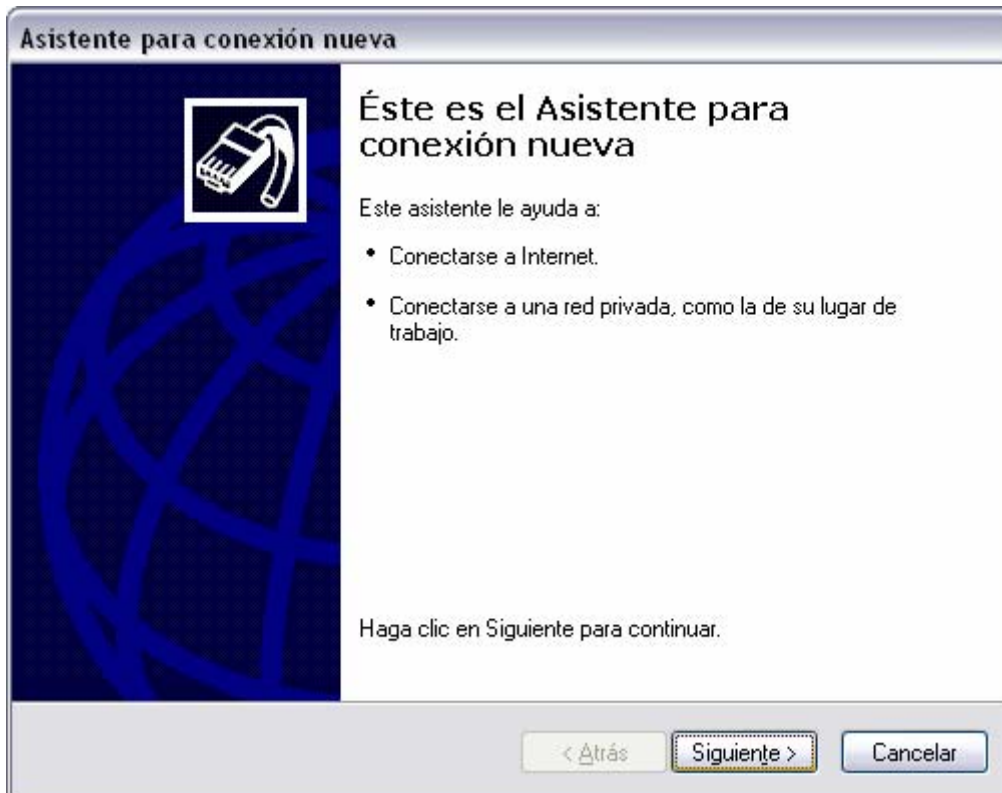 Asistente para conexión nueva
Éste es el Asistente para
conexión nueva
Este asistente le ayuda a:
• Conectarse a Internet.
• Conectarse a una red privada, como la de su lugar de
trabajo.
Haga clic en Siguiente para continuar.
< Atrás Siguiente > Cancelar